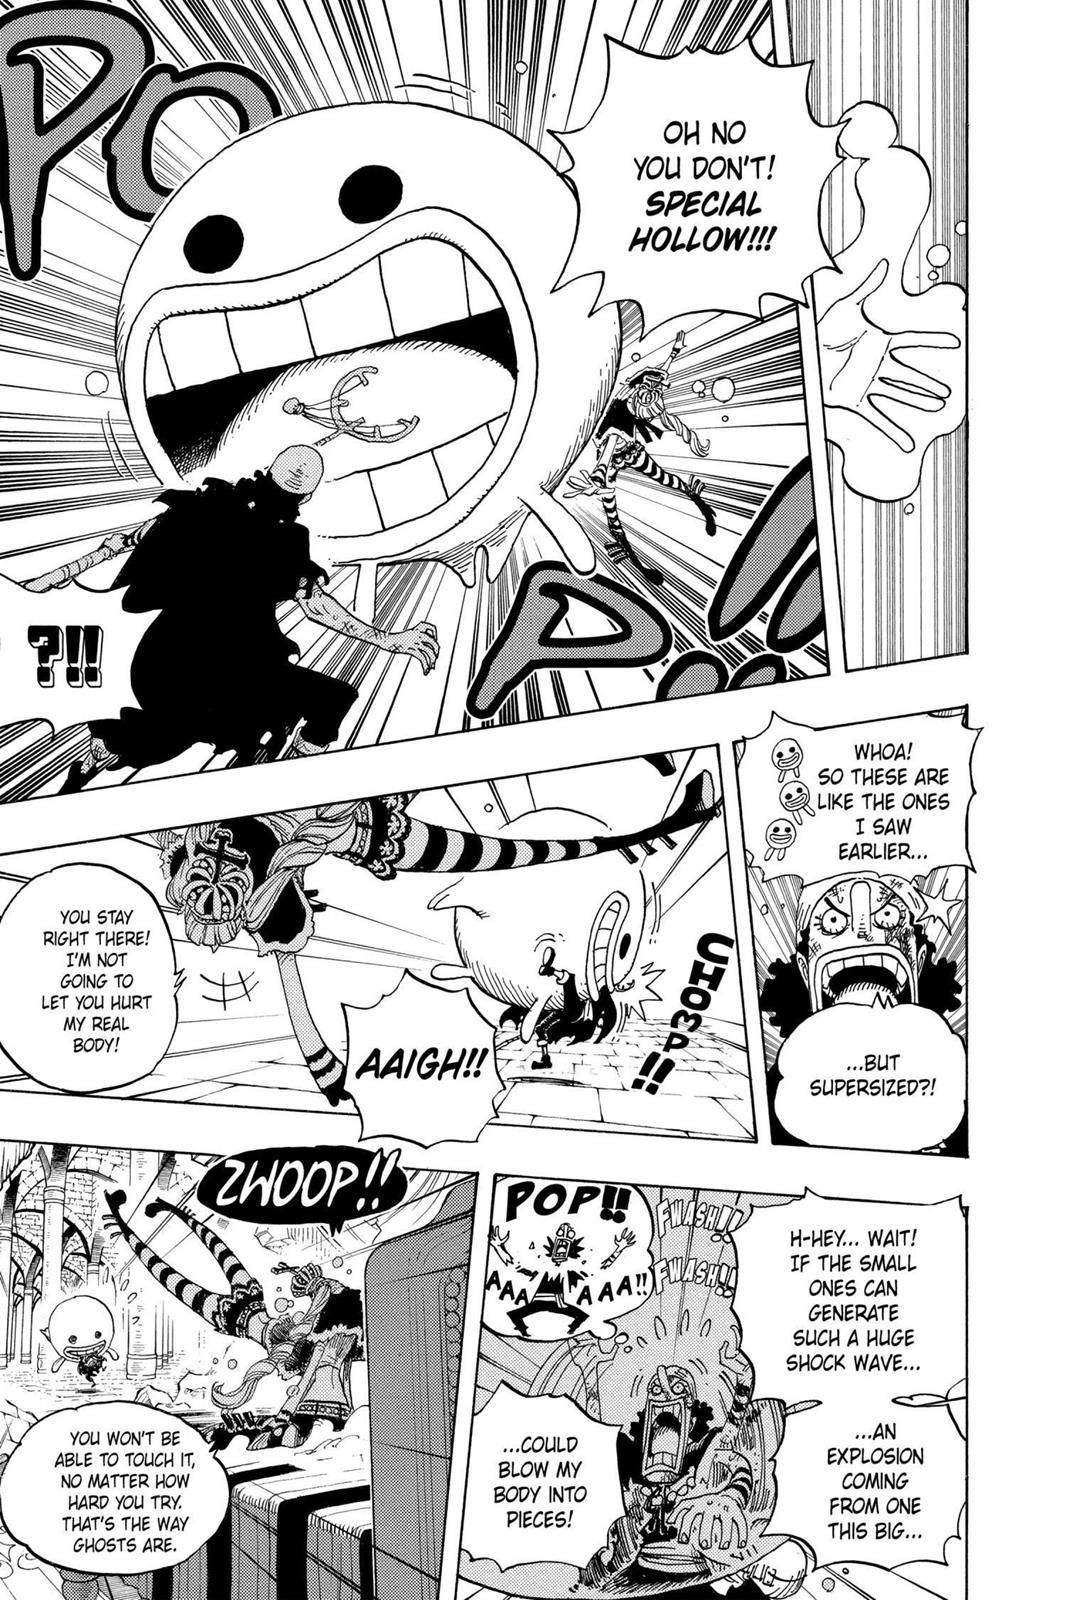 OH NO
YOU DON'T!
SPECIAL
HOLLOW!!!
PO
P!!
?!!
WHOA!
SO THESE ARE
LIKE THE ONES
I SAW
EARLIER...
...BUT
SUPERSIZED?!
CHOMP!!
AAIGH!!
YOU STAY
RIGHT THERE!
I'M NOT
GOING TO
LET YOU HURT
MY REAL
BODY!
H-HEY... WAIT!
IF THE SMALL
ONES CAN
GENERATE
SUCH A HUGE
SHOCK WAVE...
...AN
EXPLOSION
COMING
FROM ONE
THIS BIG...
FWASH!!
FWASH!!
POP!!
AAA
AAA!!
...COULD
BLOW MY
BODY INTO
PIECES!
ZWOOP!!
YOU WON'T BE
ABLE TO TOUCH IT,
NO MATTER HOW
HARD YOU TRY.
THAT'S THE WAY
GHOSTS ARE.